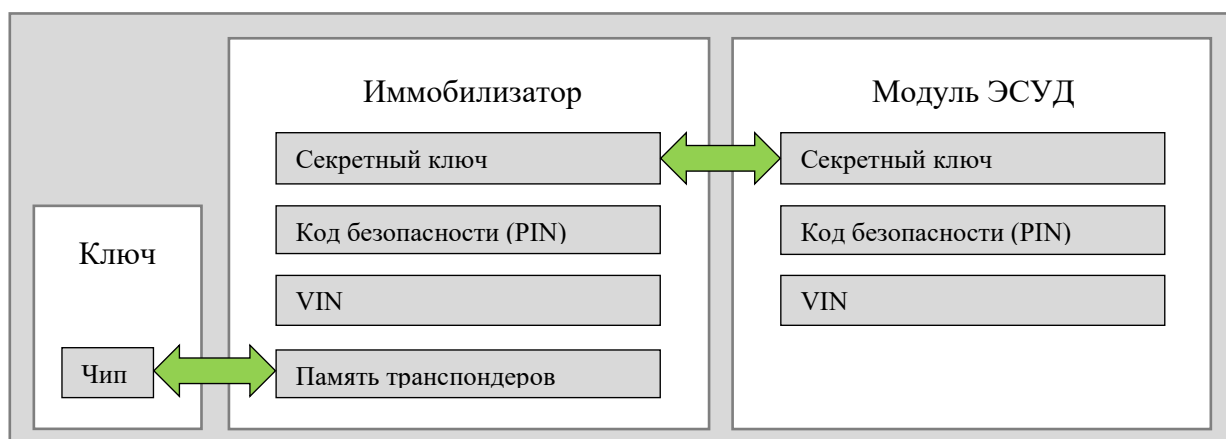 Иммобилизатор
Модуль ЭСУД
Секретный ключ
Секретный ключ
Код безопасности (PIN)
Код безопасности (PIN)
Ключ
VIN
VIN
Чип
Память транспондеров